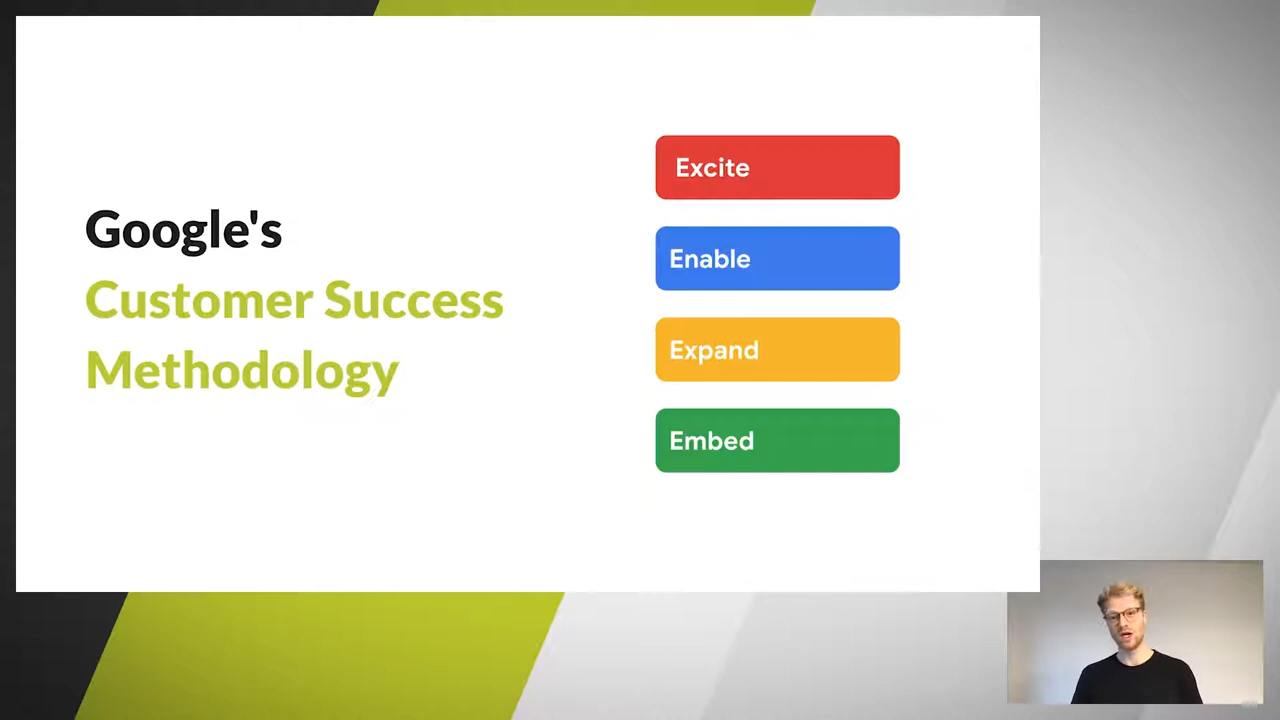 Google's
Customer Success
Methodology
Excite
Enable
Expand
Embed